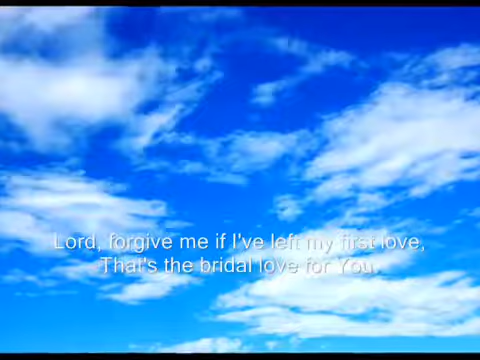 Lord, forgive me if I've left my first love,
That's the bridal love for You.